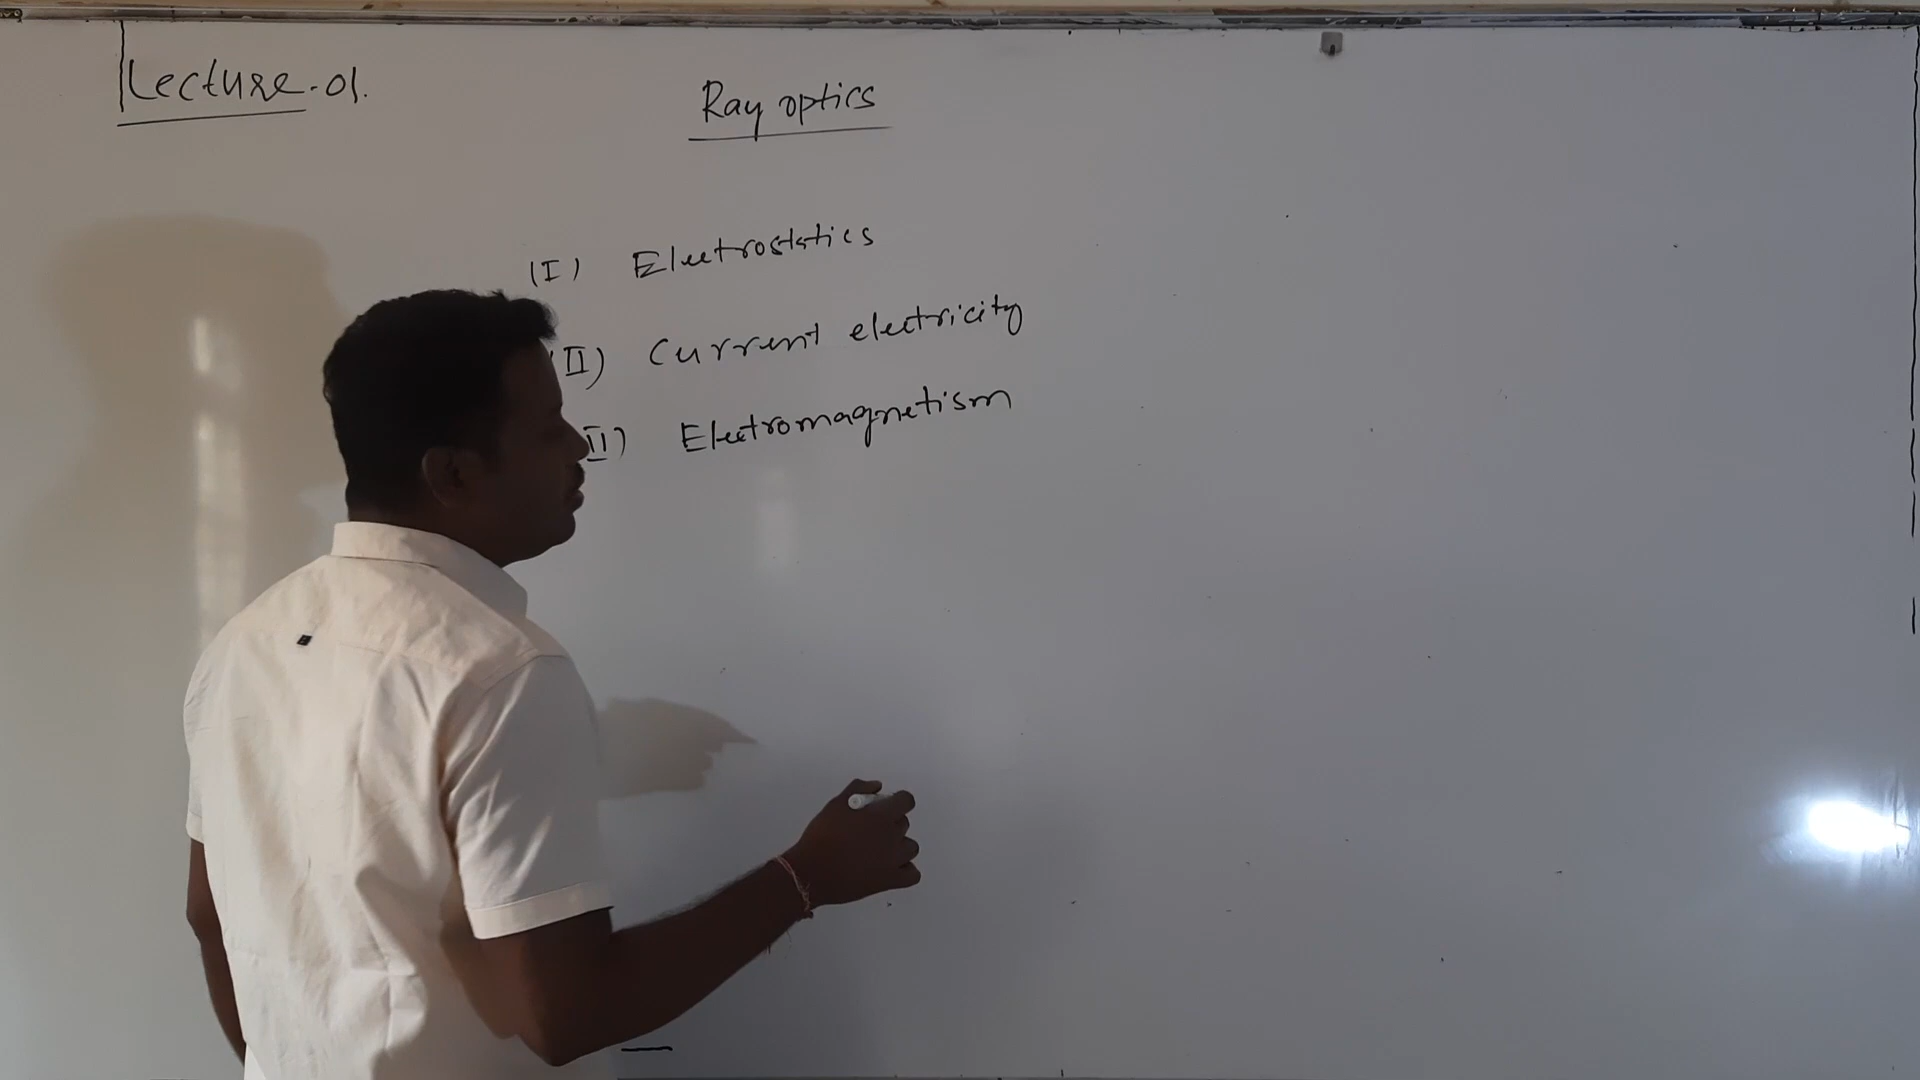 Lecture-01.
Ray optics
(I) Electrostatics
(II) Current electricity
II) Electromagnetism